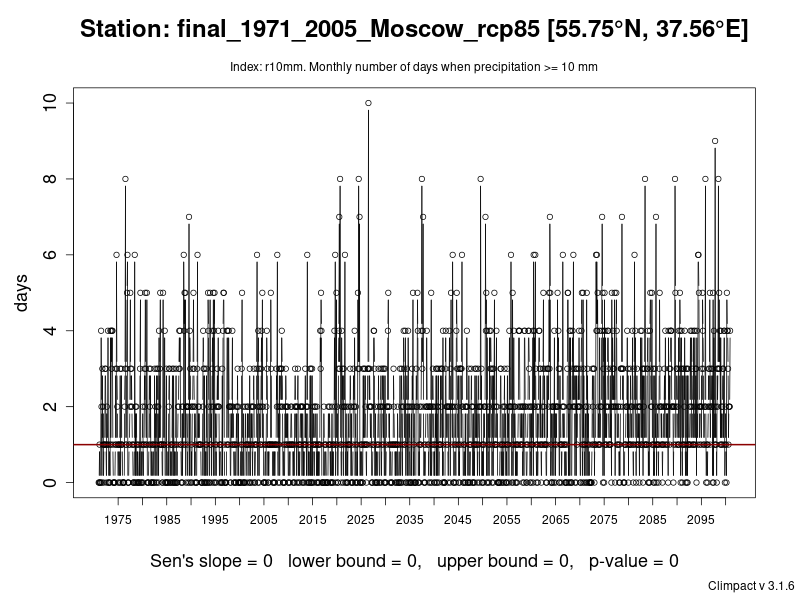 Station: final_1971_2005_Moscow_rcp85 [55.75°N, 37.56°E]
Index: r10mm. Monthly number of days when precipitation >= 10 mm
10
8
6
4
2
0
days
1975 1985 1995 2005 2015 2025 2035 2045 2055 2065 2075 2085 2095
Sen's slope = 0 lower bound = 0, upper bound = 0, p-value = 0
Climpact v 3.1.6